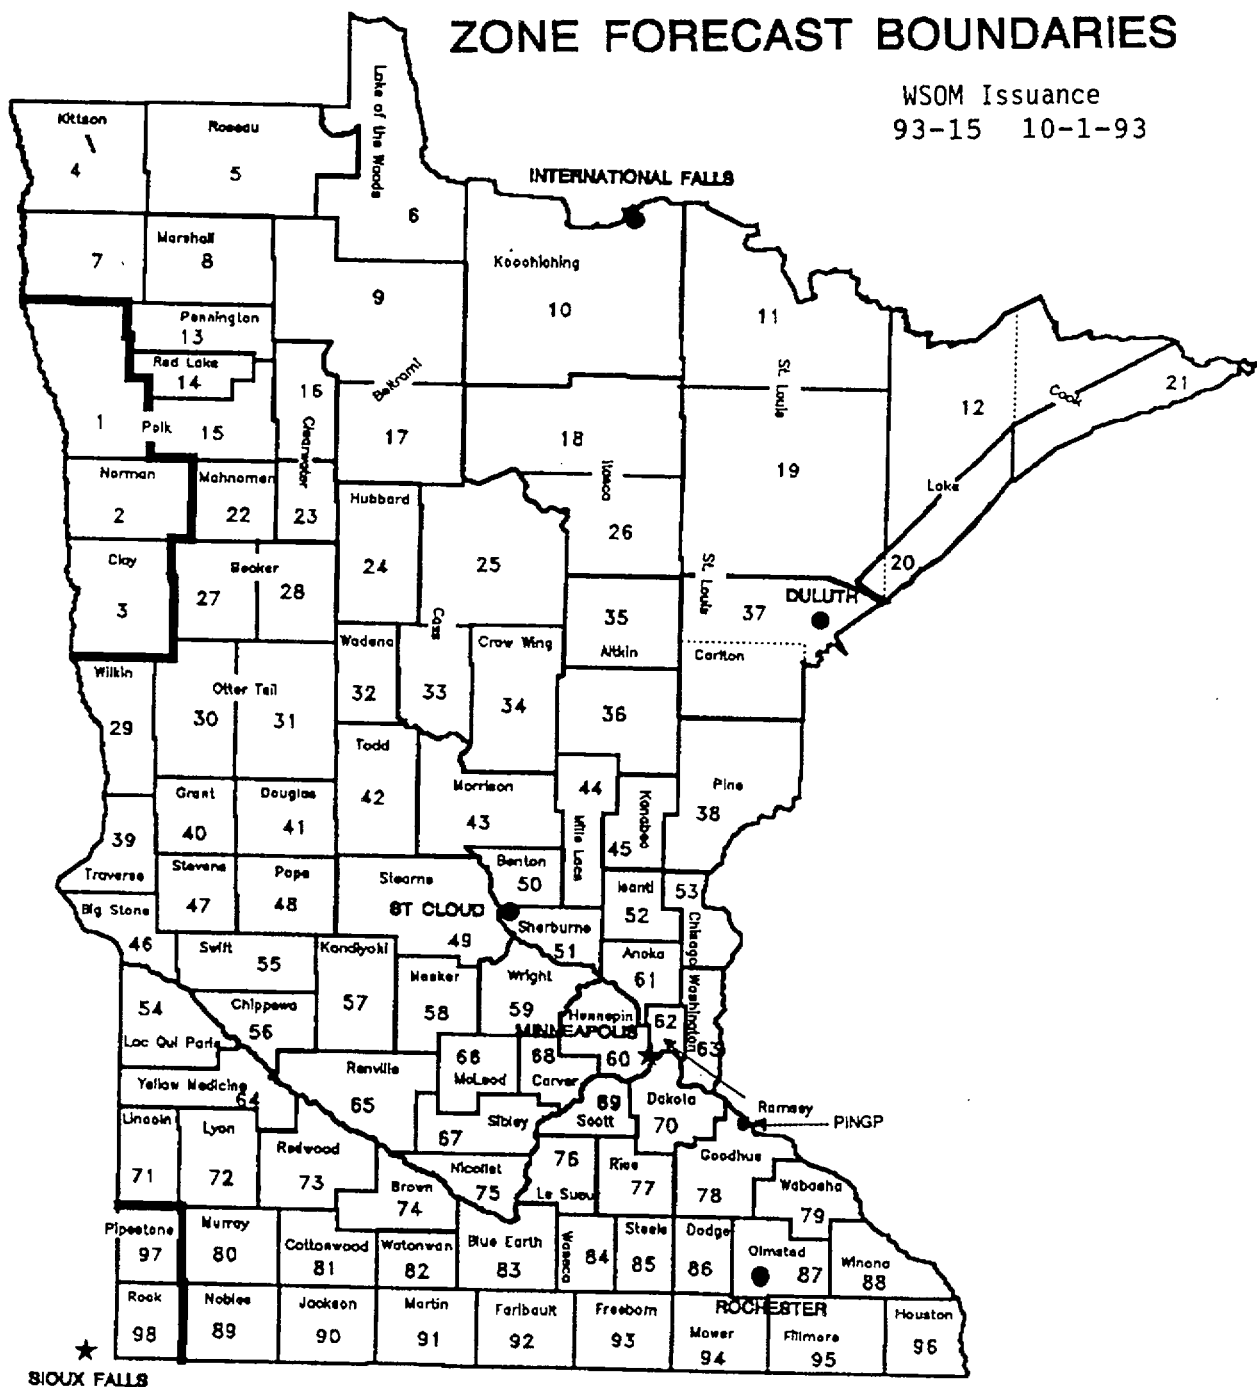 ZONE FORECAST BOUNDARIES
WSOM Issuance
93-15 10-1-93
Kittson
4
Roseau
5
Lake of the Woods
6
INTERNATIONAL FALLS
7
Marshall
8
9
Koochiching
10
11
Pennington
13
Red Lake
14
16
Beltrami
St. Louis
12
Cook
21
1
Polk
15
Clearwater
17
18
Itasca
19
Lake
Norman
2
Mahnomen
22
23
Hubbard
24
25
26
20
Clay
3
Becker
27
28
Cass
35
Aitkin
St. Louis
37
DULUTH
Carlton
Wilkin
29
Otter Tail
30
31
Wadena
32
33
Crow Wing
34
36
Todd
42
Morrison
43
44
Mille Lacs
Kanabec
45
Pine
38
39
Traverse
Grant
40
Douglas
41
Stevens
47
Pope
48
Stearns
ST CLOUD
49
Benton
50
Isanti
52
53
Chisago
Big Stone
46
Swift
55
Kandiyoki
57
Meeker
58
Sherburne
51
Anoka
61
Washington
63
54
Lac Qui Parle
Chippewa
56
Wright
59
Hennepin
MINNEAPOLIS
60
62
Yellow Medicine
64
Renville
65
66
McLeod
68
Carver
69
Scott
Dakota
70
Ramsey
PINGP
Lincoln
71
Lyon
72
Redwood
73
67
Sibley
Nicollet
75
Brown
74
76
Le Sueu
Rice
77
Goodhue
78
Wabasha
79
Pipestone
97
Murray
80
Cottonwood
81
Watonwan
82
Blue Earth
83
Waseca
84
Steele
85
Dodge
86
Olmsted
87
Winona
88
ROCHESTER
Rock
98
Nobles
89
Jackson
90
Martin
91
Faribault
92
Freeborn
93
Mower
94
Fillmore
95
Houston
96
SIOUX FALLS